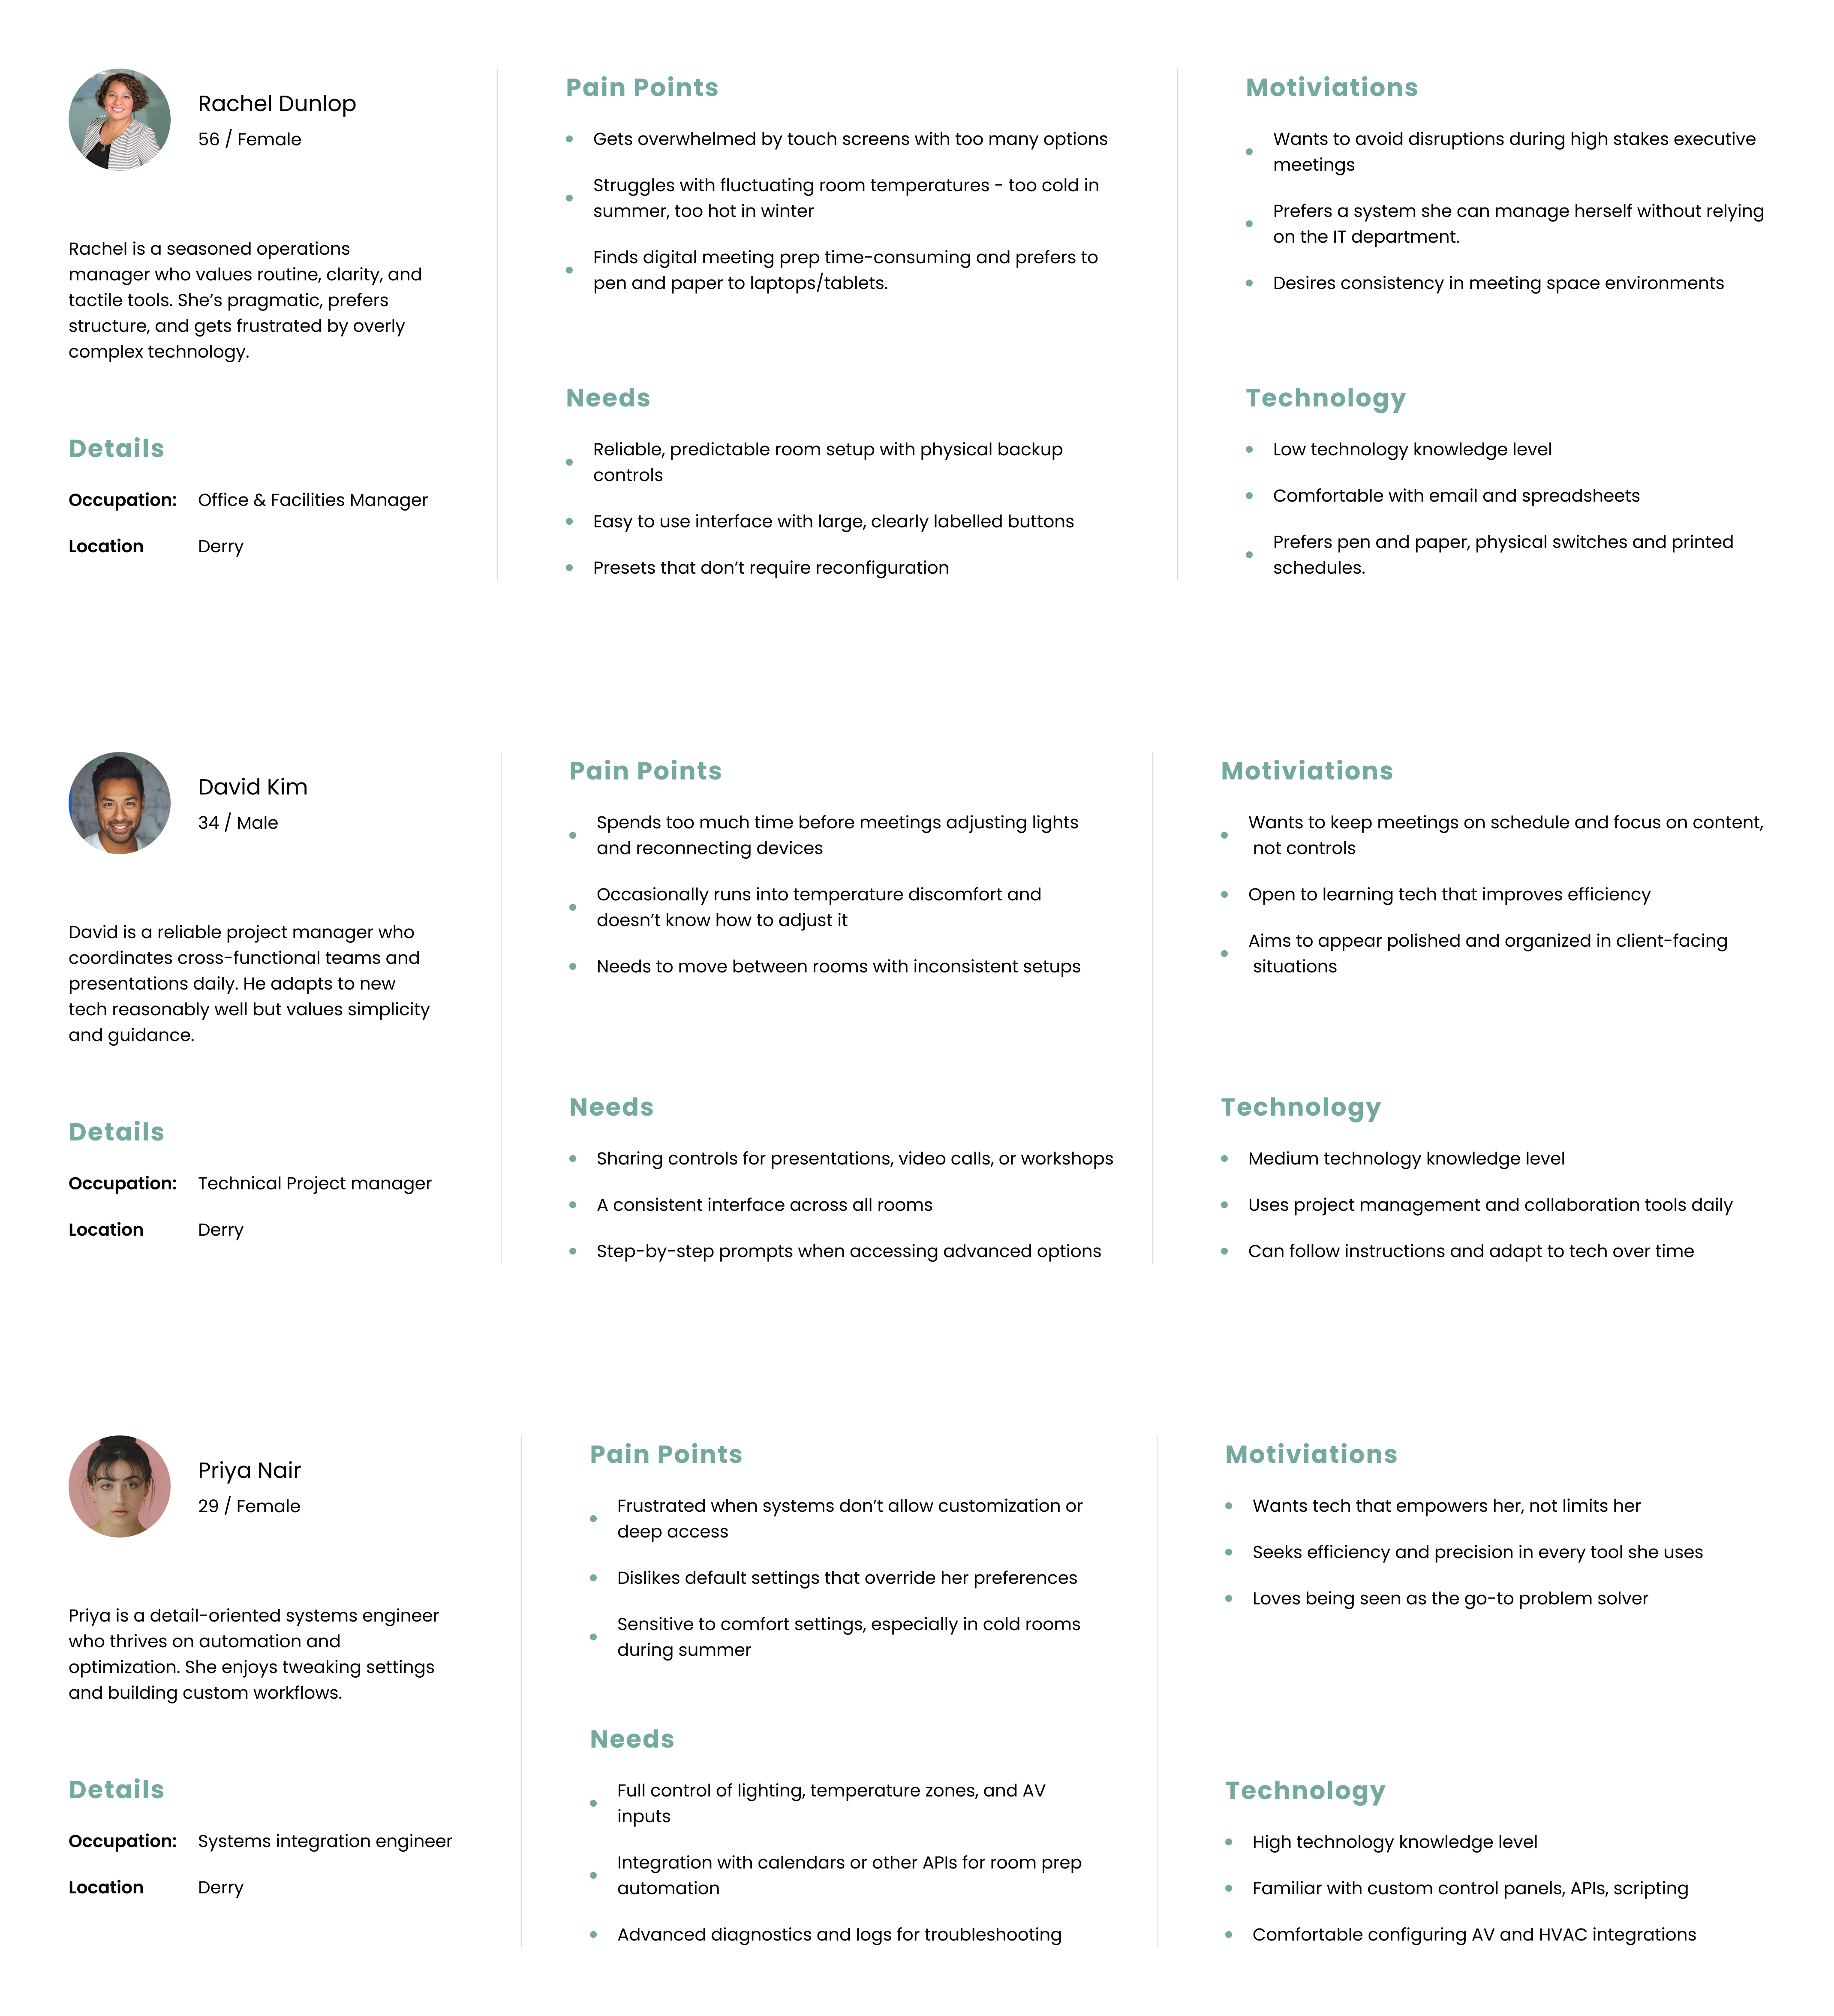 Rachel Dunlop
56 / Female
Rachel is a seasoned operations
manager who values routine, clarity, and
tactile tools. She’s pragmatic, prefers
structure, and gets frustrated by overly
complex technology.
Details
Occupation: Office & Facilities Manager
Location Derry
Pain Points
Gets overwhelmed by touch screens with too many options
Struggles with fluctuating room temperatures - too cold in
summer, too hot in winter
Finds digital meeting prep time-consuming and prefers to
pen and paper to laptops/tablets.
Needs
Reliable, predictable room setup with physical backup
controls
Easy to use interface with large, clearly labelled buttons
Presets that don’t require reconfiguration
Motiviations
Wants to avoid disruptions during high stakes executive
meetings
Prefers a system she can manage herself without relying
on the IT department.
Desires consistency in meeting space environments
Technology
Low technology knowledge level
Comfortable with email and spreadsheets
Prefers pen and paper, physical switches and printed
schedules.
David Kim
34 / Male
David is a reliable project manager who
coordinates cross-functional teams and
presentations daily. He adapts to new
tech reasonably well but values simplicity
and guidance.
Details
Occupation: Technical Project manager
Location Derry
Pain Points
Spends too much time before meetings adjusting lights
and reconnecting devices
Occasionally runs into temperature discomfort and
doesn’t know how to adjust it
Needs to move between rooms with inconsistent setups
Needs
Sharing controls for presentations, video calls, or workshops
A consistent interface across all rooms
Step-by-step prompts when accessing advanced options
Motiviations
Wants to keep meetings on schedule and focus on content,
not controls
Open to learning tech that improves efficiency
Aims to appear polished and organized in client-facing
situations
Technology
Medium technology knowledge level
Uses project management and collaboration tools daily
Can follow instructions and adapt to tech over time
Priya Nair
29 / Female
Priya is a detail-oriented systems engineer
who thrives on automation and
optimization. She enjoys tweaking settings
and building custom workflows.
Details
Occupation: Systems integration engineer
Location Derry
Pain Points
Frustrated when systems don’t allow customization or
deep access
Dislikes default settings that override her preferences
Sensitive to comfort settings, especially in cold rooms
during summer
Needs
Full control of lighting, temperature zones, and AV
inputs
Integration with calendars or other APIs for room prep
automation
Advanced diagnostics and logs for troubleshooting
Motiviations
Wants tech that empowers her, not limits her
Seeks efficiency and precision in every tool she uses
Loves being seen as the go-to problem solver
Technology
High technology knowledge level
Familiar with custom control panels, APIs, scripting
Comfortable configuring AV and HVAC integrations